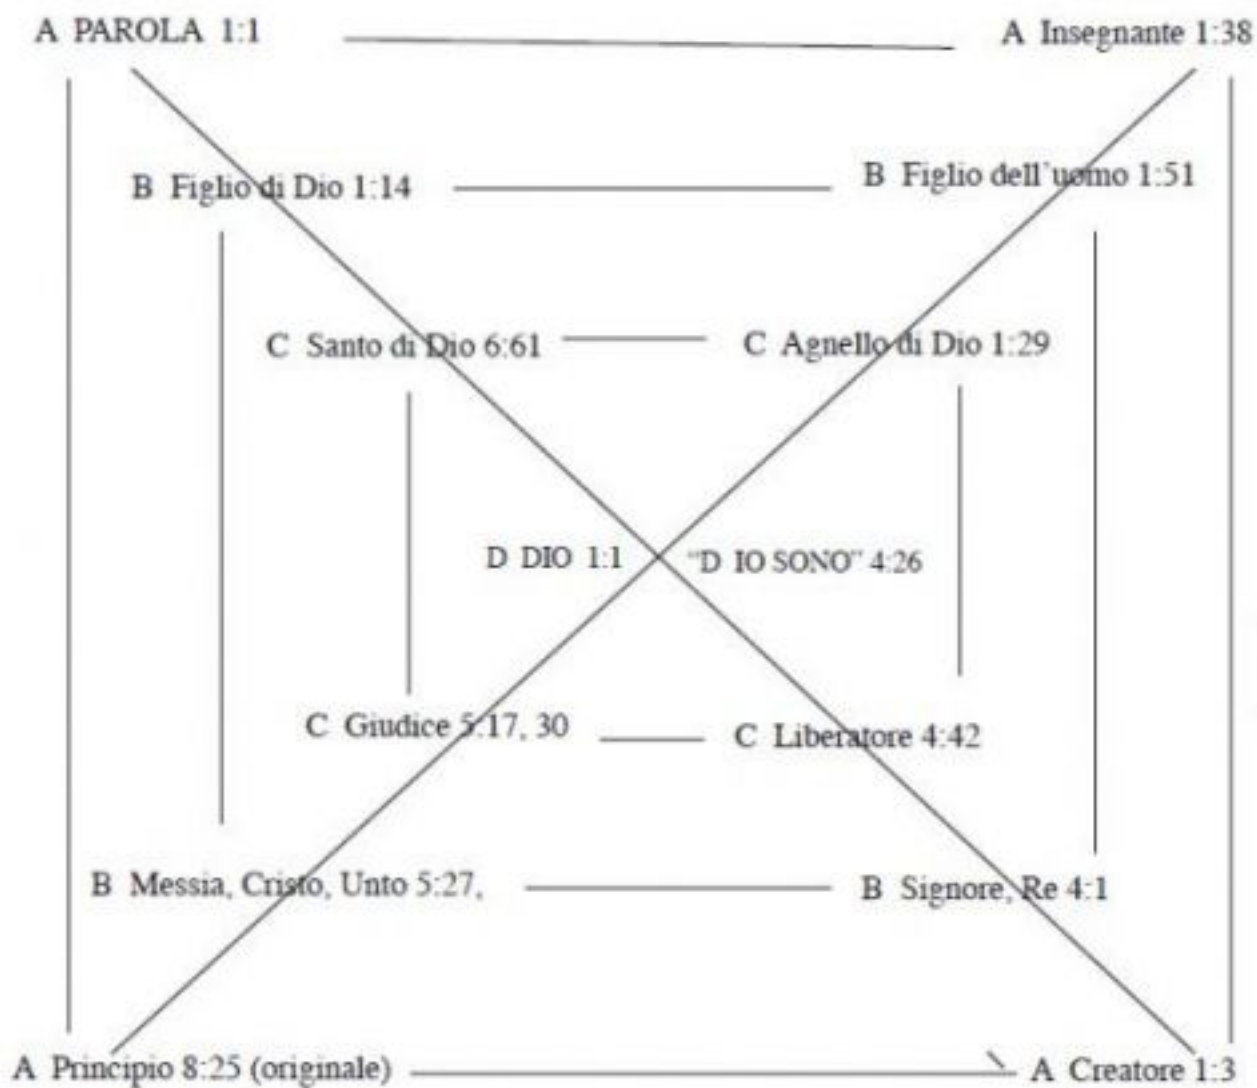 A PAROLA 1:1
A Insegnante 1:38
B Figlio di Dio 1:14
B Figlio dell'uomo 1:51
C Santo di Dio 6:61
C Agnello di Dio 1:29
D DIO 1:1
"D IO SONO" 4:26
C Giudice 5:17, 30
C Liberatore 4:42
B Messia, Cristo, Unto 5:27,
B Signore, Re 4:1
A Principio 8:25 (originale)
A Creatore 1:3